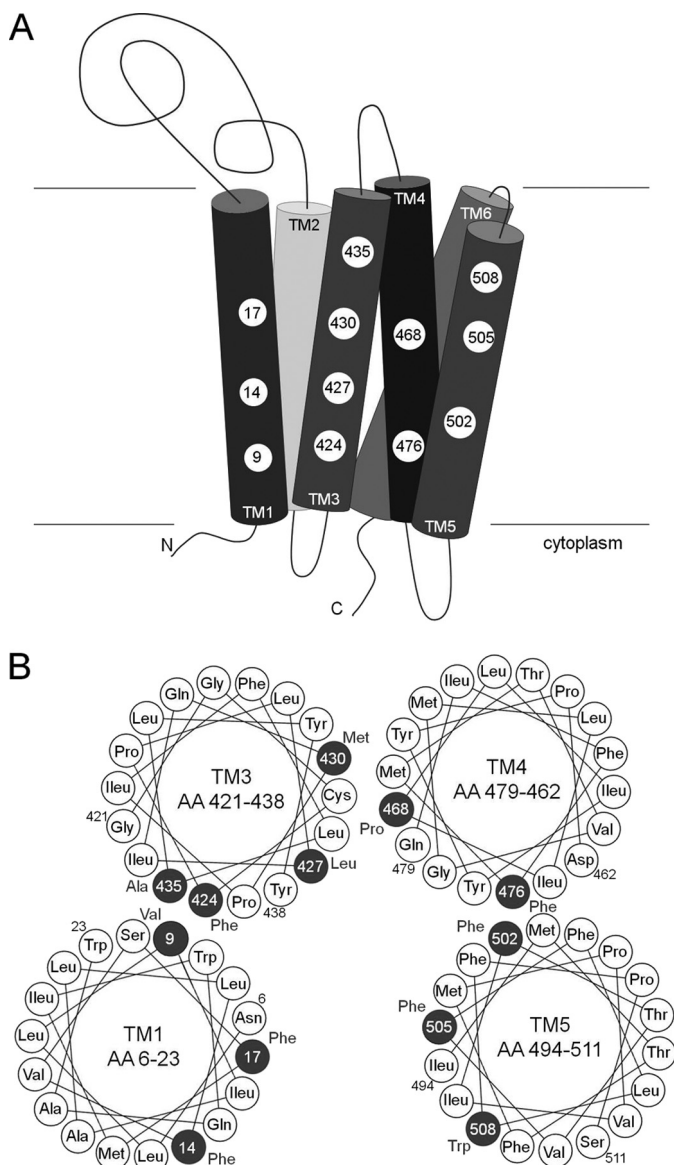 A
TM2
TM4
TM6
435
508
17
430
468
505
14
427
502
9
424
476
TM1
TM3
TM5
N
cytoplasm
C
B
Gln
Gly
Phe
Leu
Leu
Tyr
Met
Pro
430
TM3
AA 421-438
Cys
Ileu
421
Gly
Leu
Ileu
427
Leu
Ala
435
424
Pro
Tyr
438
Phe
Ileu
Leu
Thr
Pro
Met
Leu
Tyr
Phe
TM4
AA 479-462
Met
Ileu
468
Pro
Val
Gln
479
Asp
462
Gly
Tyr
476
Ileu
Phe
23
Val
Trp
Ser
9
Trp
Leu
Leu
Ileu
Asn
6
Leu
TM1
AA 6-23
Phe
17
Val
Ala
Ileu
Ala
Gln
Met
Leu
14
Phe
Phe
502
Met
Phe
Phe
Pro
Met
Pro
Phe
505
TM5
AA 494-511
Thr
Ileu
494
Thr
Ileu
Leu
508
Trp
Val
Phe
Val
Ser
511